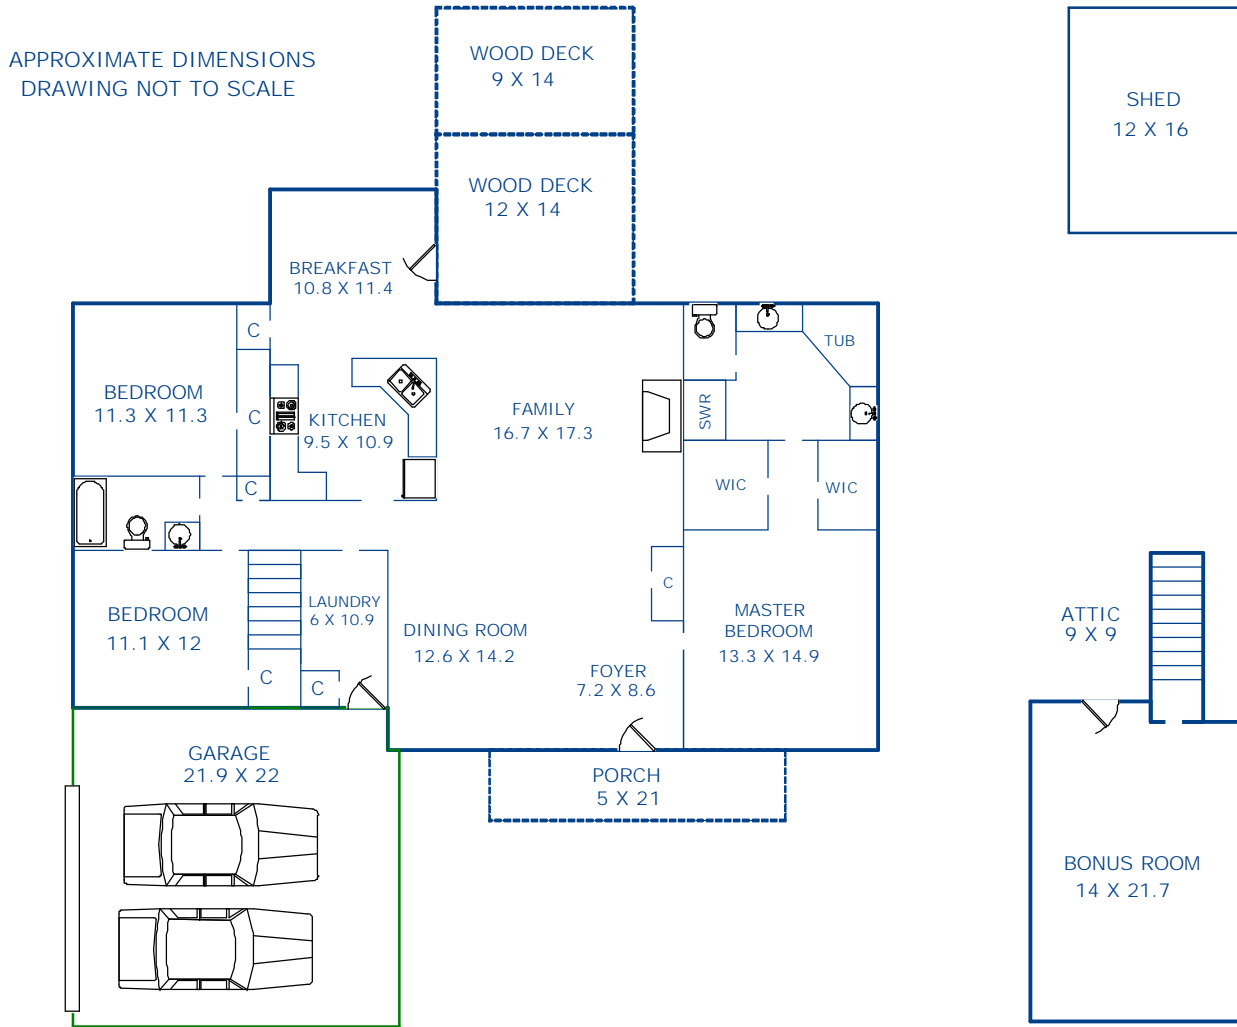 APPROXIMATE DIMENSIONS
DRAWING NOT TO SCALE
WOOD DECK
9 X 14
WOOD DECK
12 X 14
SHED
12 X 16
BREAKFAST
10.8 X 11.4
C
TUB
BEDROOM
11.3 X 11.3
C
KITCHEN
9.5 X 10.9
FAMILY
16.7 X 17.3
SWR
C
WIC
WIC
BEDROOM
11.1 X 12
LAUNDRY
6 X 10.9
C
C
C
DINING ROOM
12.6 X 14.2
FOYER
7.2 X 8.6
MASTER
BEDROOM
13.3 X 14.9
ATTIC
9 X 9
GARAGE
21.9 X 22
PORCH
5 X 21
BONUS ROOM
14 X 21.7